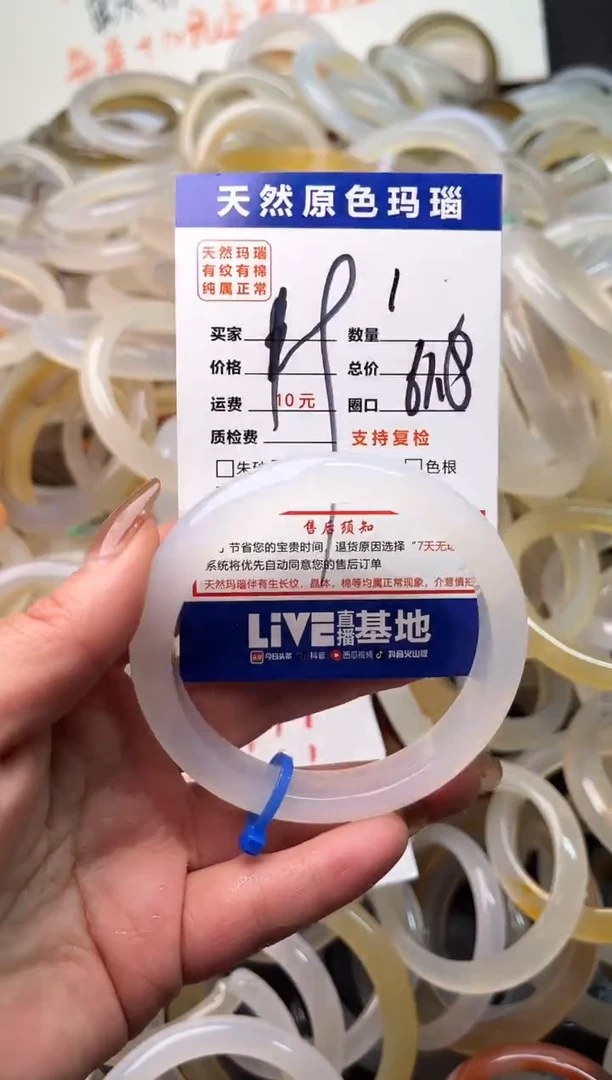 天然原色玛瑙
天然玛瑙
有纹有棉
纯属正常
1
买家 数量
价格 总价
运费 10元 圈口
质检费 支持复检
色根
售后须知
节省您的宝贵时间,退货原因选择“7天无
系统将优先自动同意您的售后订单
天然玛瑙伴有生长纹,晶体,棉等均属正常现象,介意慎拍
LiVE直播基地
今日头条 抖音 西瓜视频 抖音火山版